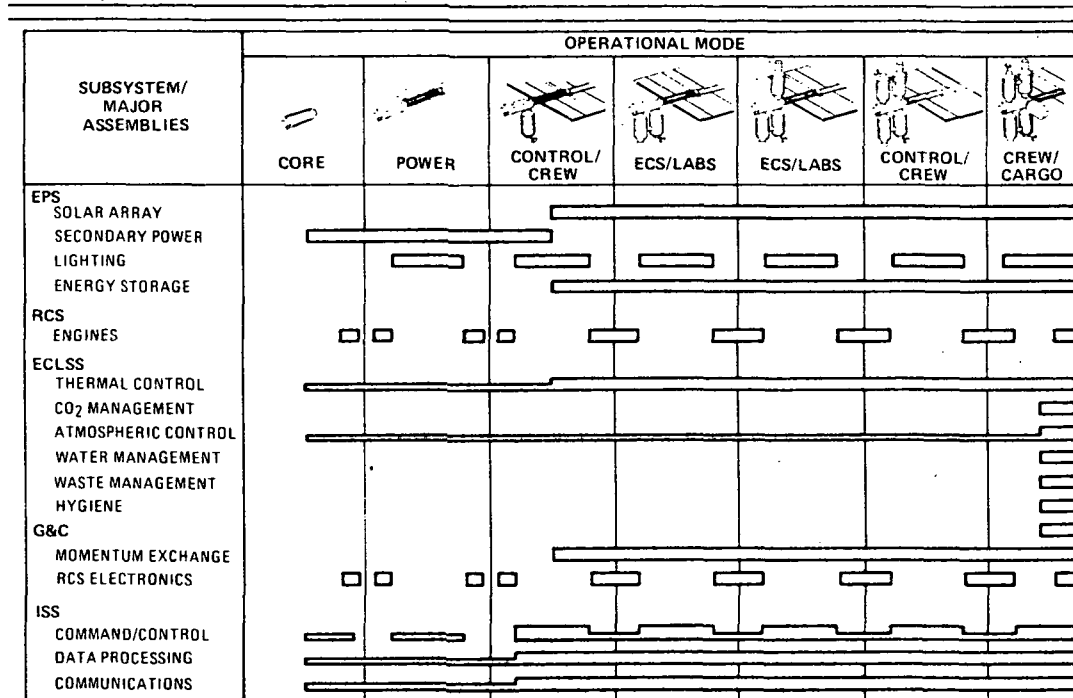 OPERATIONAL MODE
SUBSYSTEM/
MAJOR
ASSEMBLIES
CORE
POWER
CONTROL/
CREW
ECS/LABS
ECS/LABS
CONTROL/
CREW
CREW/
CARGO
EPS
SOLAR ARRAY
SECONDARY POWER
LIGHTING
ENERGY STORAGE
RCS
ENGINES
ECLSS
THERMAL CONTROL
CO2 MANAGEMENT
ATMOSPHERIC CONTROL
WATER MANAGEMENT
WASTE MANAGEMENT
HYGIENE
G&C
MOMENTUM EXCHANGE
RCS ELECTRONICS
ISS
COMMAND/CONTROL
DATA PROCESSING
COMMUNICATIONS